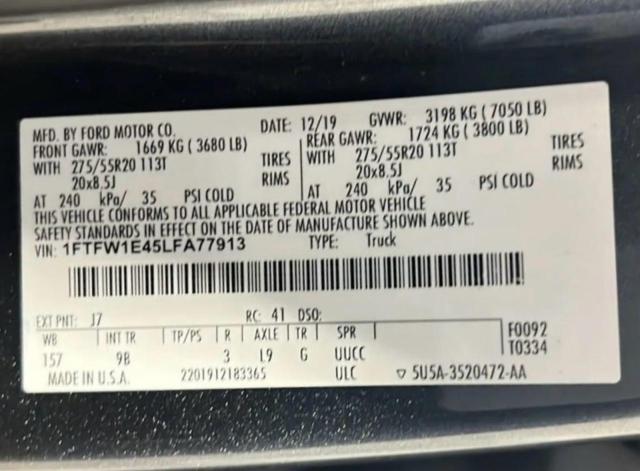 MFD. BY FORD MOTOR CO. DATE: 12/19 GVWR: 3198 KG ( 7050 LB)
FRONT GAWR: 1669 KG ( 3680 LB) REAR GAWR: 1724 KG ( 3800 LB)
WITH 275/55R20 113T TIRES WITH 275/55R20 113T TIRES
20x8.5J RIMS 20x8.5J RIMS
AT 240 kPa/ 35 PSI COLD AT 240 kPa/ 35 PSI COLD
THIS VEHICLE CONFORMS TO ALL APPLICABLE FEDERAL MOTOR VEHICLE
SAFETY STANDARDS IN EFFECT ON THE DATE OF MANUFACTURE SHOWN ABOVE.
VIN: 1FTFW1E45LFA77913 TYPE: Truck
EXT PNT: J7 RC: 41 DSO:
WB INT TR TP/PS R AXLE TR SPR F0092
157 9B 3 L9 G UUCC T0334
MADE IN U.S.A. 2201912183365 ULC ▽ 5U5A-3520472-AA